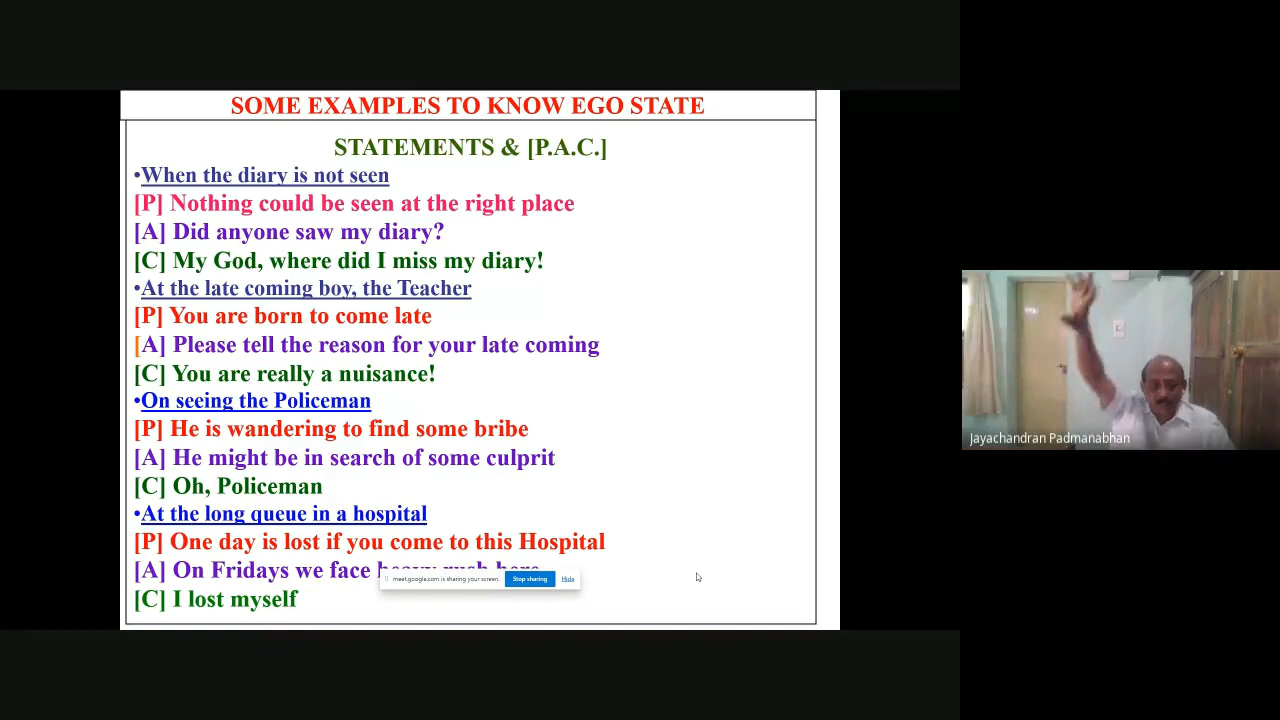 SOME EXAMPLES TO KNOW EGO STATE
STATEMENTS & [P.A.C.]
•When the diary is not seen
[P] Nothing could be seen at the right place
[A] Did anyone saw my diary?
[C] My God, where did I miss my diary!
•At the late coming boy, the Teacher
[P] You are born to come late
[A] Please tell the reason for your late coming
[C] You are really a nuisance!
•On seeing the Policeman
[P] He is wandering to find some bribe
[A] He might be in search of some culprit
[C] Oh, Policeman
•At the long queue in a hospital
[P] One day is lost if you come to this Hospital
[A] On Fridays we face heavy rush here
meet.google.com is sharing your screen. Stop sharing Hide
[C] I lost myself
Jayachandran Padmanabhan